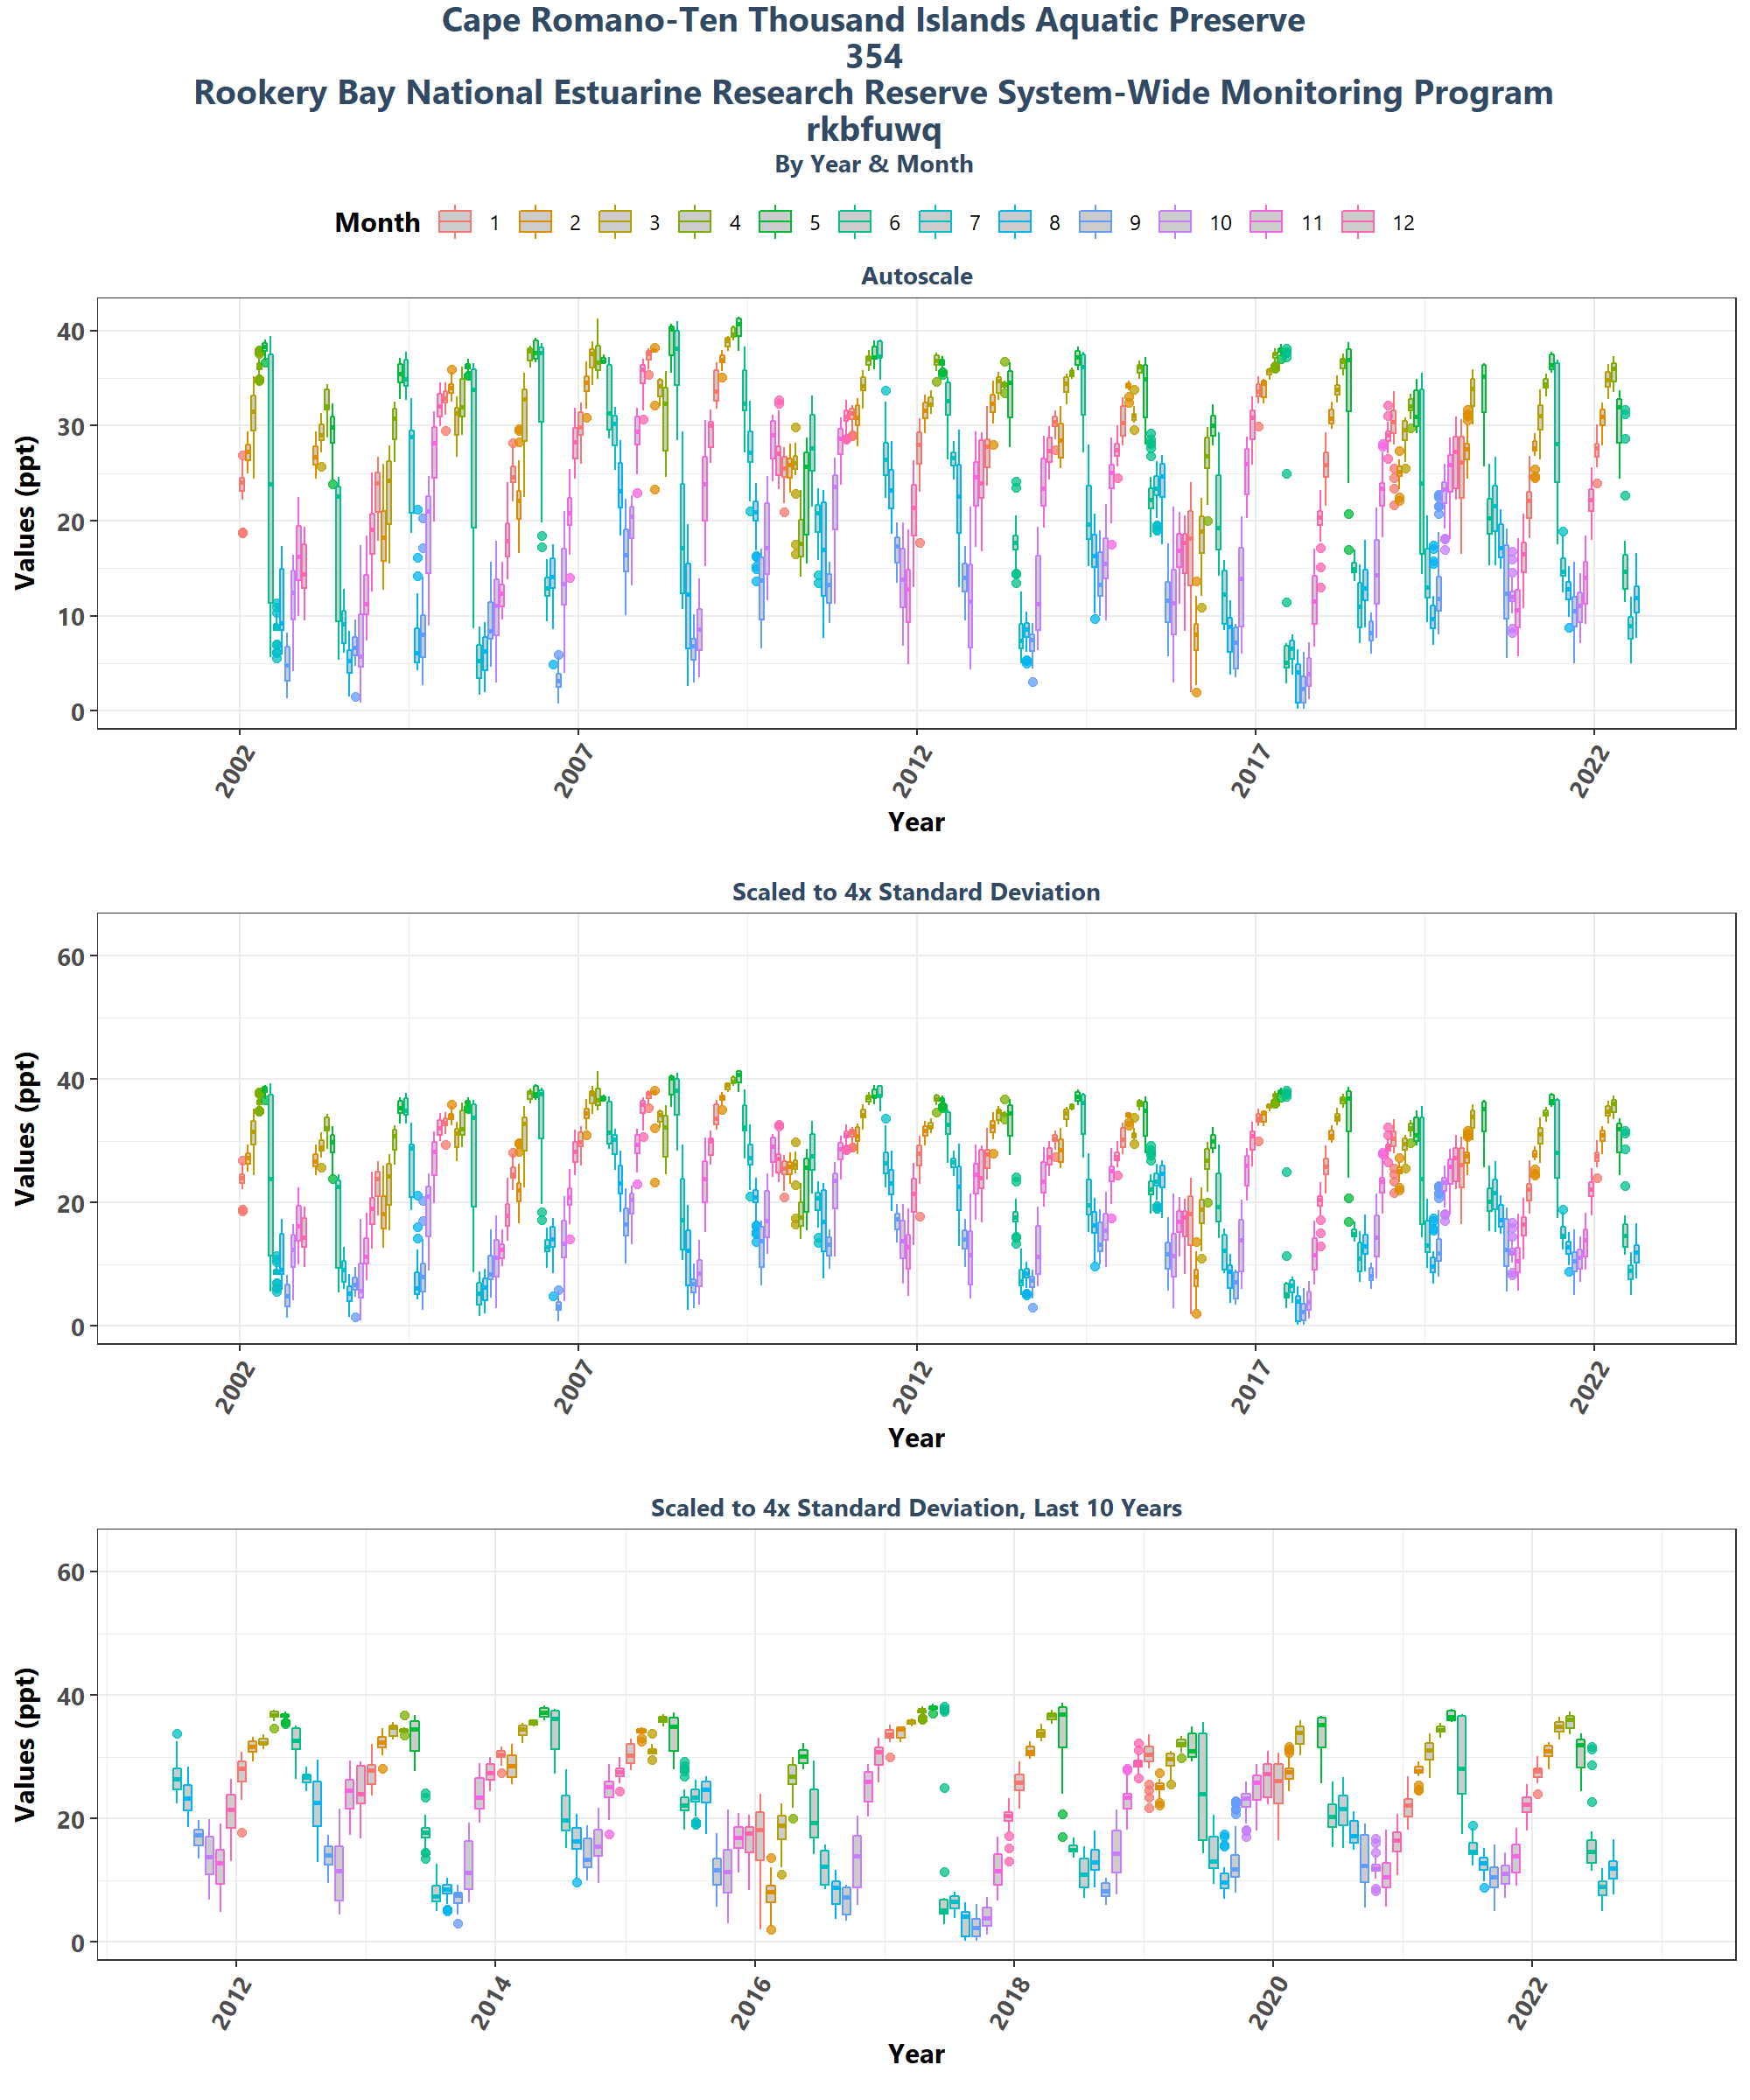 Cape Romano-Ten Thousand Islands Aquatic Preserve
354
Rookery Bay National Estuarine Research Reserve System-Wide Monitoring Program
rkbfuwq
By Year & Month
Month 1 2 3 4 5 6 7 8 9 10 11 12
Autoscale
Values (ppt)
40
30
20
10
0
2002 2007 2012 2017 2022
Year
Scaled to 4x Standard Deviation
Values (ppt)
60
40
20
0
2002 2007 2012 2017 2022
Year
Scaled to 4x Standard Deviation, Last 10 Years
Values (ppt)
60
40
20
0
2012 2014 2016 2018 2020 2022
Year